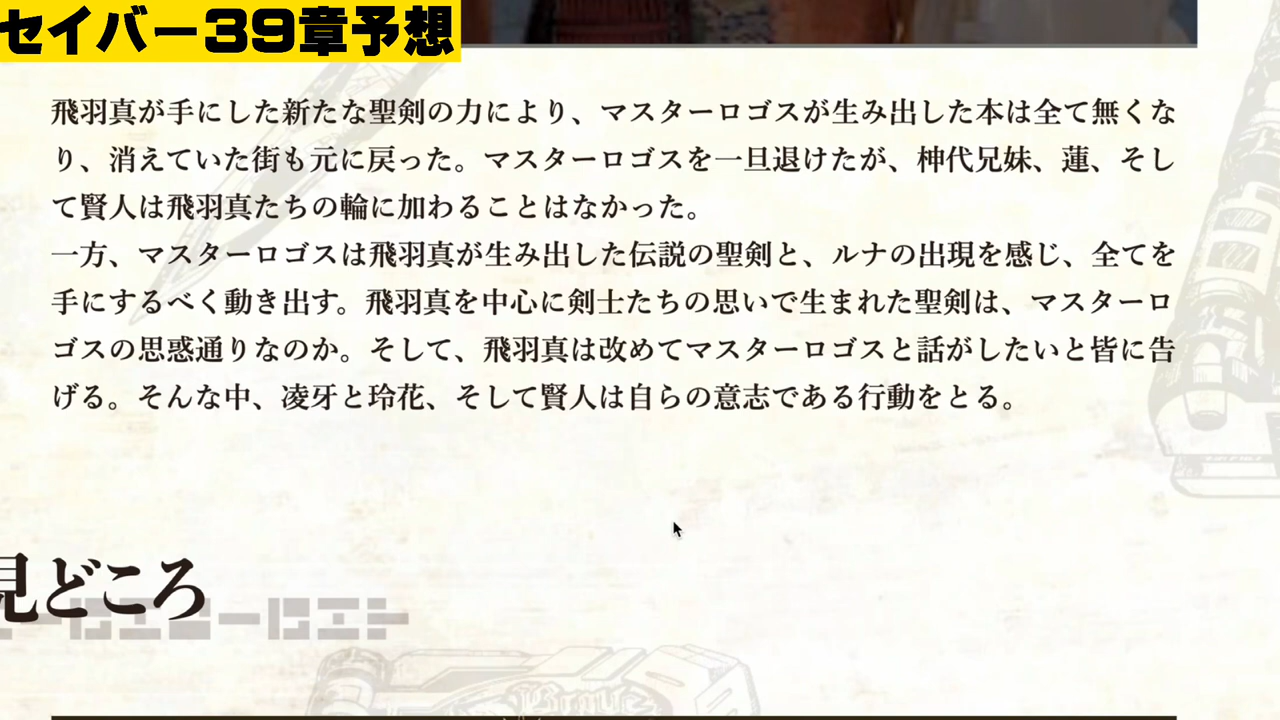 セイバー39章予想
飛羽真が手にした新たな聖剣の力により、マスターロゴスが生み出した本は全て無くな
り、消えていた街も元に戻った。マスターロゴスを一旦退けたが、神代兄妹、蓮、そし
て賢人は飛羽真たちの輪に加わることはなかった。
一方、マスターロゴスは飛羽真が生み出した伝説の聖剣と、ルナの出現を感じ、全てを
手にするべく動き出す。飛羽真を中心に剣士たちの思いで生まれた聖剣は、マスターロ
ゴスの思惑通りなのか。そして、飛羽真は改めてマスターロゴスと話がしたいと皆に告
げる。そんな中、凌牙と玲花、そして賢人は自らの意志である行動をとる。
見どころ